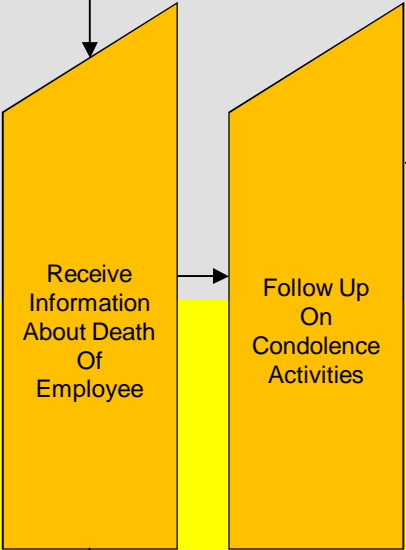 Receive
Information
About Death
Of
Employee
Follow Up
On
Condolence
Activities